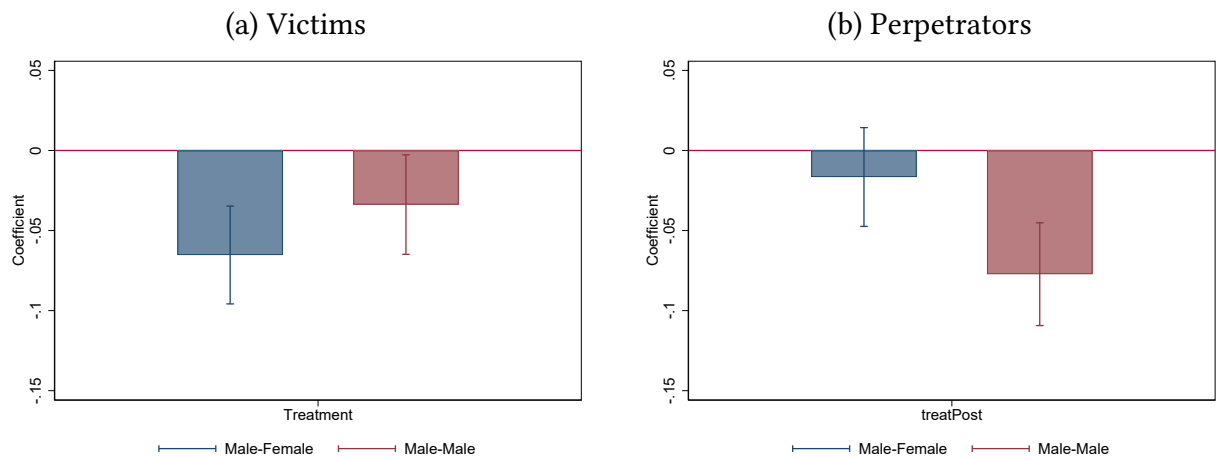 (a) Victims
.05
0
-.05
-.1
-.15
Coefficient
Treatment
Male-Female Male-Male
(b) Perpetrators
.05
0
-.05
-.1
-.15
Coefficient
treatPost
Male-Female Male-Male